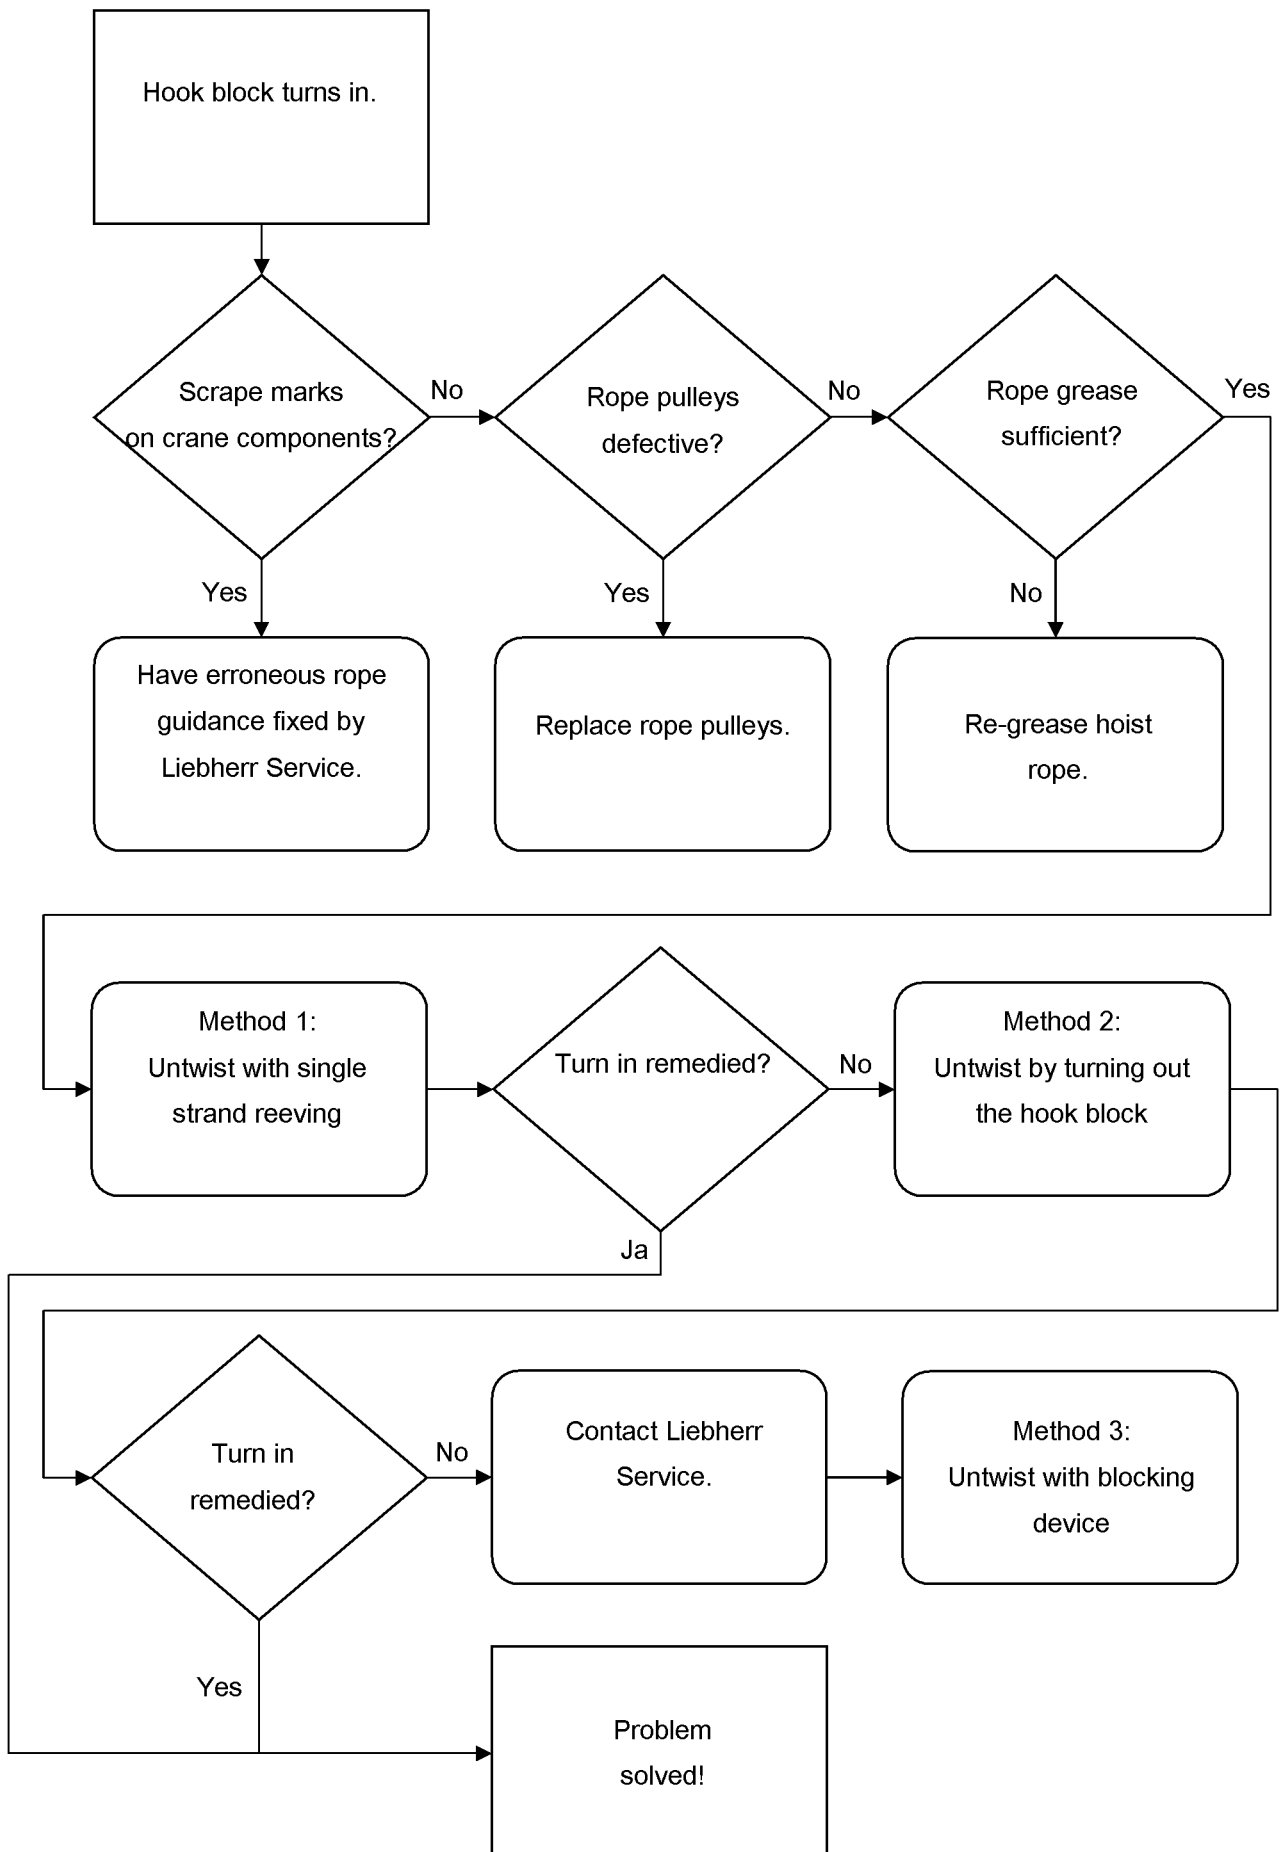 Hook block turns in.
Scrape marks
on crane components?
No
Rope pulleys
defective?
No
Rope grease
sufficient?
Yes
Yes
Yes
No
Have erroneous rope
guidance fixed by
Liebherr Service.
Replace rope pulleys.
Re-grease hoist
rope.
Method 1:
Untwist with single
strand reeving
Turn in remedied?
No
Method 2:
Untwist by turning out
the hook block
Ja
Turn in
remedied?
No
Contact Liebherr
Service.
Method 3:
Untwist with blocking
device
Yes
Problem
solved!